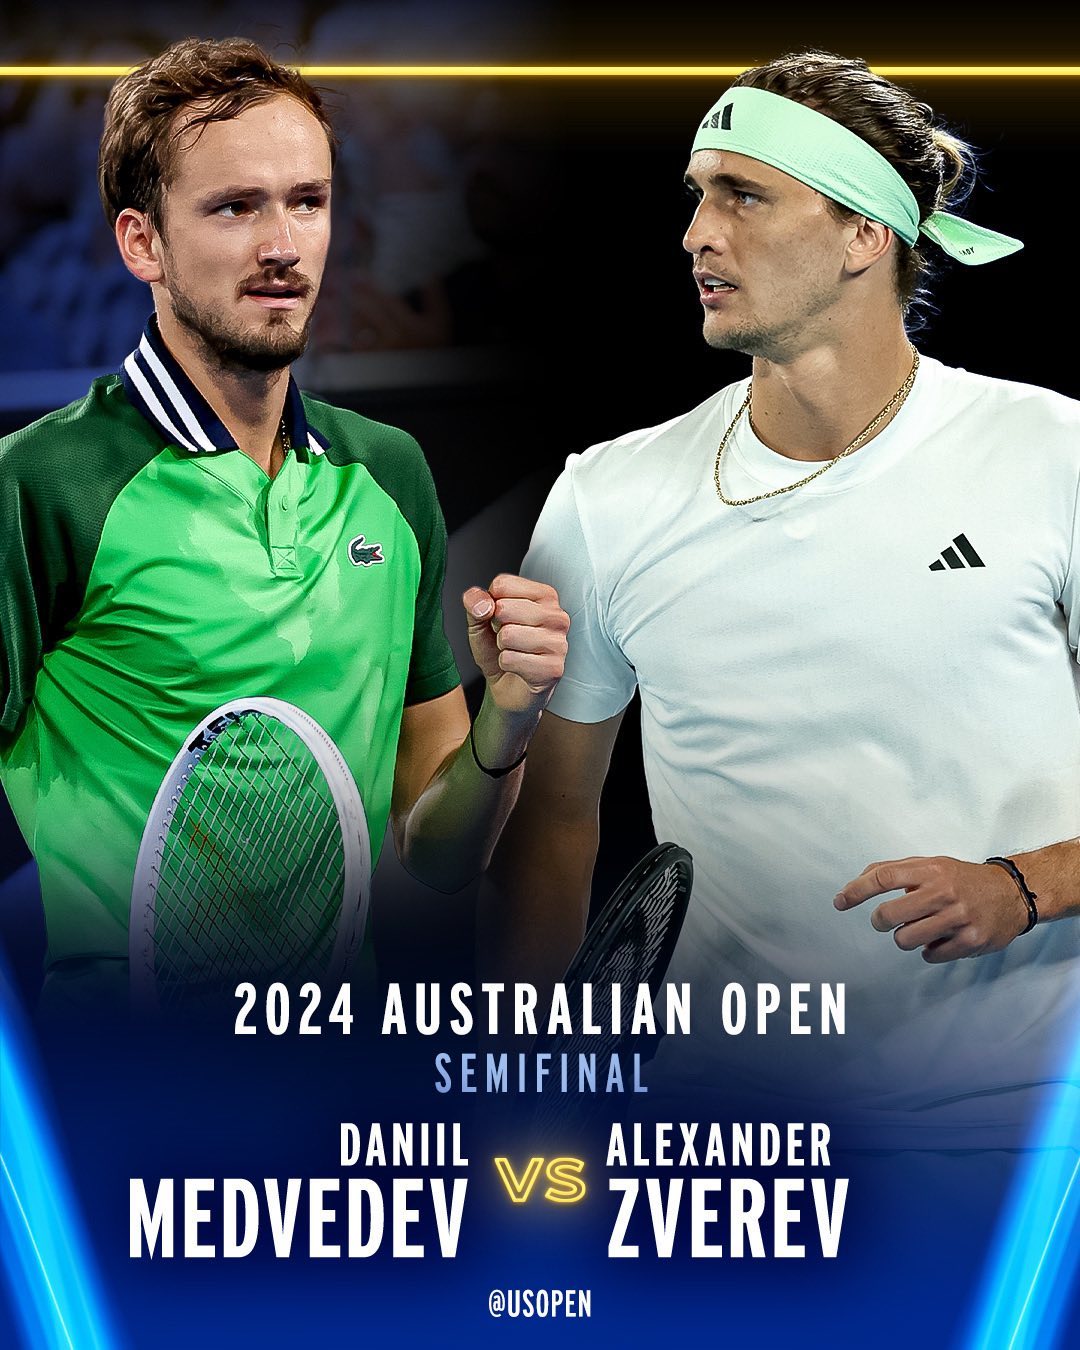 2024 AUSTRALIAN OPEN
SEMIFINAL
DANIIL
MEDVEDEV
VS
ALEXANDER
ZVEREV
@USOPEN